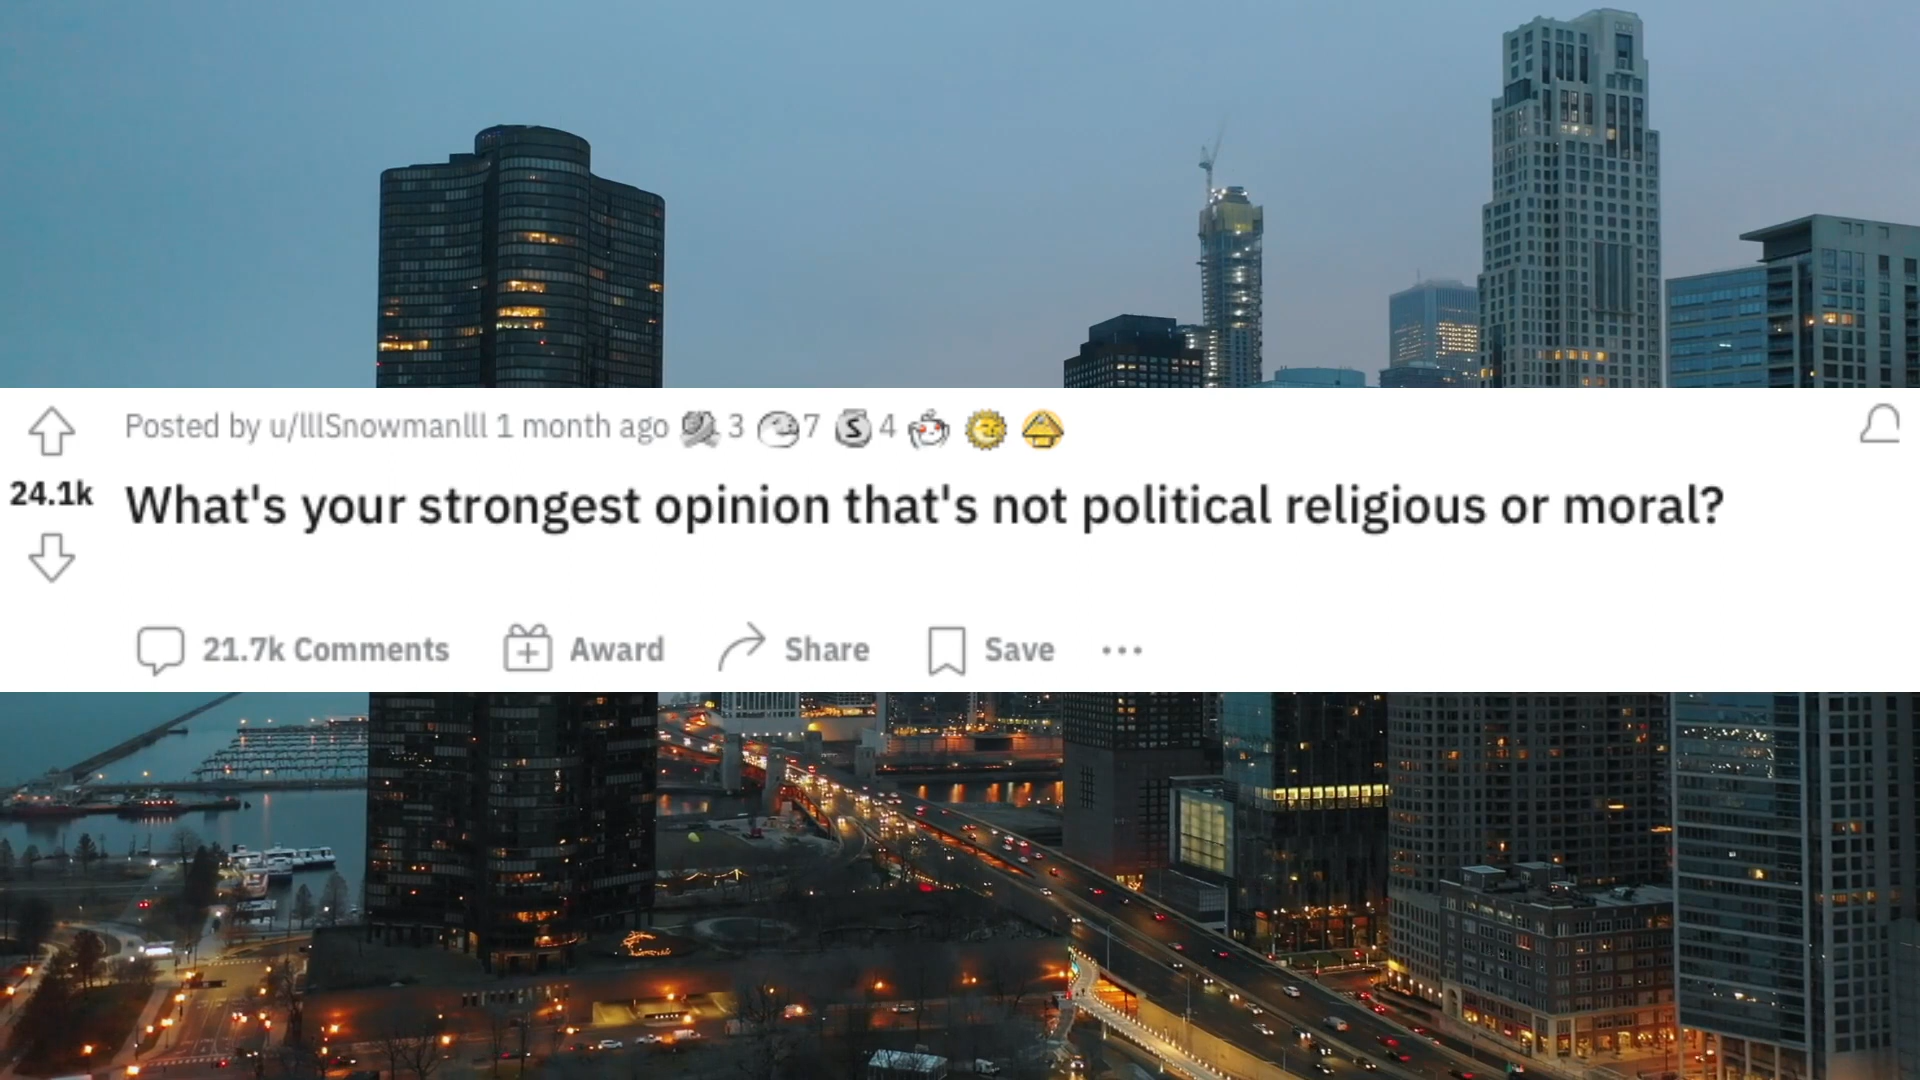 Posted by u/lllSnowmanlll 1 month ago 3 7 S 4
24.1k
What's your strongest opinion that's not political religious or moral?
21.7k Comments Award Share Save